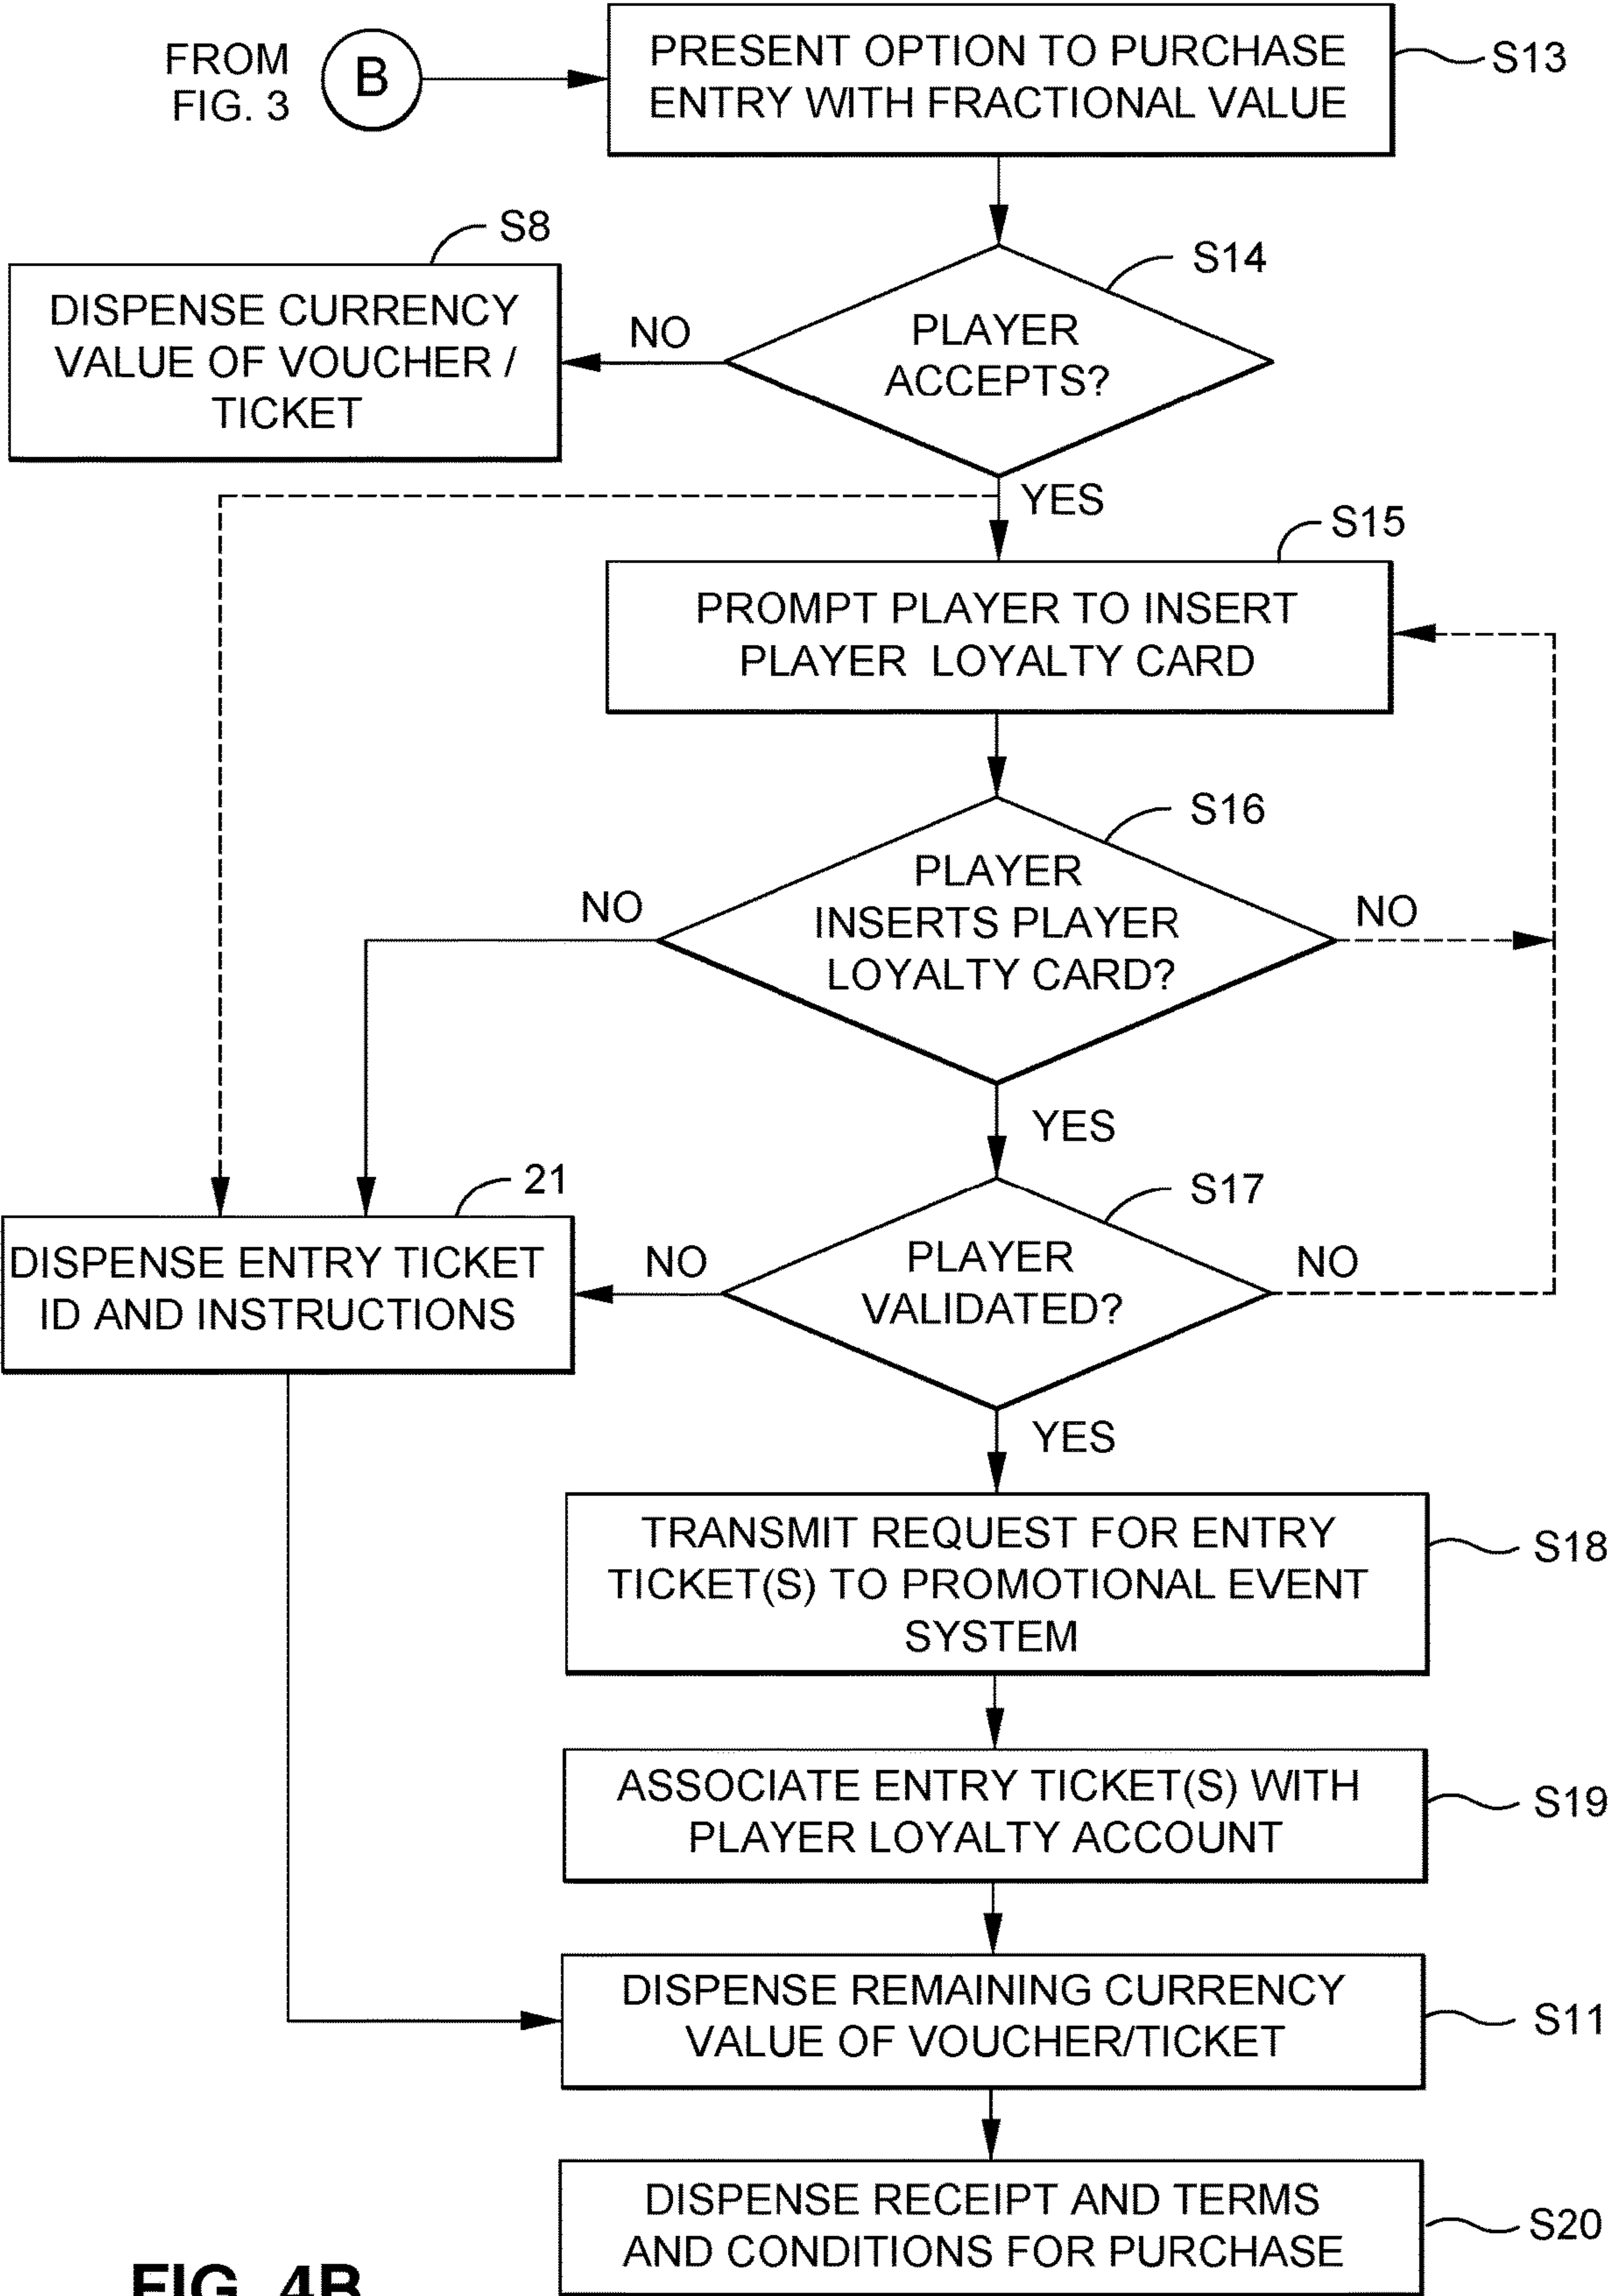 FROM
FIG. 3
B
PRESENT OPTION TO PURCHASE
ENTRY WITH FRACTIONAL VALUE
S13
S8
DISPENSE CURRENCY
VALUE OF VOUCHER /
TICKET
NO
S14
PLAYER
ACCEPTS?
YES
S15
PROMPT PLAYER TO INSERT
PLAYER LOYALTY CARD
S16
PLAYER
INSERTS PLAYER
LOYALTY CARD?
NO
NO
YES
21
DISPENSE ENTRY TICKET
ID AND INSTRUCTIONS
NO
S17
PLAYER
VALIDATED?
NO
YES
TRANSMIT REQUEST FOR ENTRY
TICKET(S) TO PROMOTIONAL EVENT
SYSTEM
S18
ASSOCIATE ENTRY TICKET(S) WITH
PLAYER LOYALTY ACCOUNT
S19
DISPENSE REMAINING CURRENCY
VALUE OF VOUCHER/TICKET
S11
DISPENSE RECEIPT AND TERMS
AND CONDITIONS FOR PURCHASE
S20
FIG. 4B